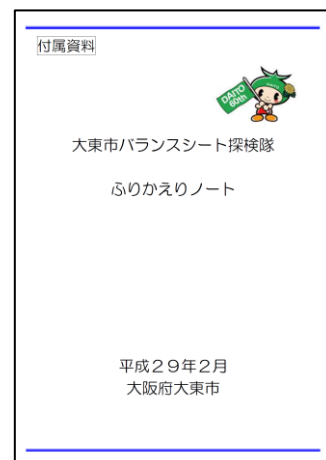 付属資料
DAITO
60th
大東市バランスシート探検隊
ふりかえりノート
平成29年2月
大阪府大東市